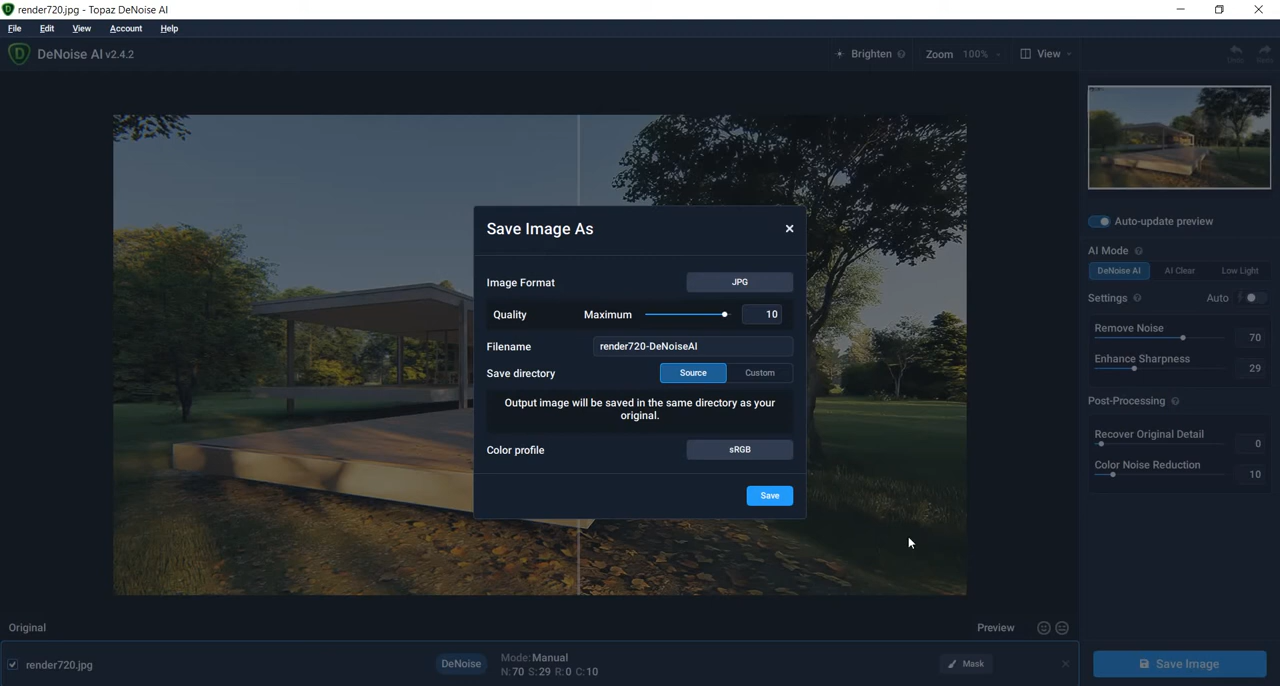 render720.jpg - Topaz DeNoise AI
File Edit View Account Help
DeNoise AI v2.4.2
Brighten
Zoom 100%
View
Undo
Redo
Auto-update preview
AI Mode
DeNoise AI AI Clear Low Light
Settings Auto
Remove Noise 70
Enhance Sharpness 29
Post-Processing
Recover Original Detail 0
Color Noise Reduction 10
Save Image As
Image Format JPG
Quality Maximum 10
Filename render720-DeNoiseAI
Save directory Source Custom
Output image will be saved in the same directory as your
original.
Color profile sRGB
Save
Original
Preview
render720.jpg
DeNoise
Mode: Manual
N:70 S:29 R:0 C:10
Mask
Save Image